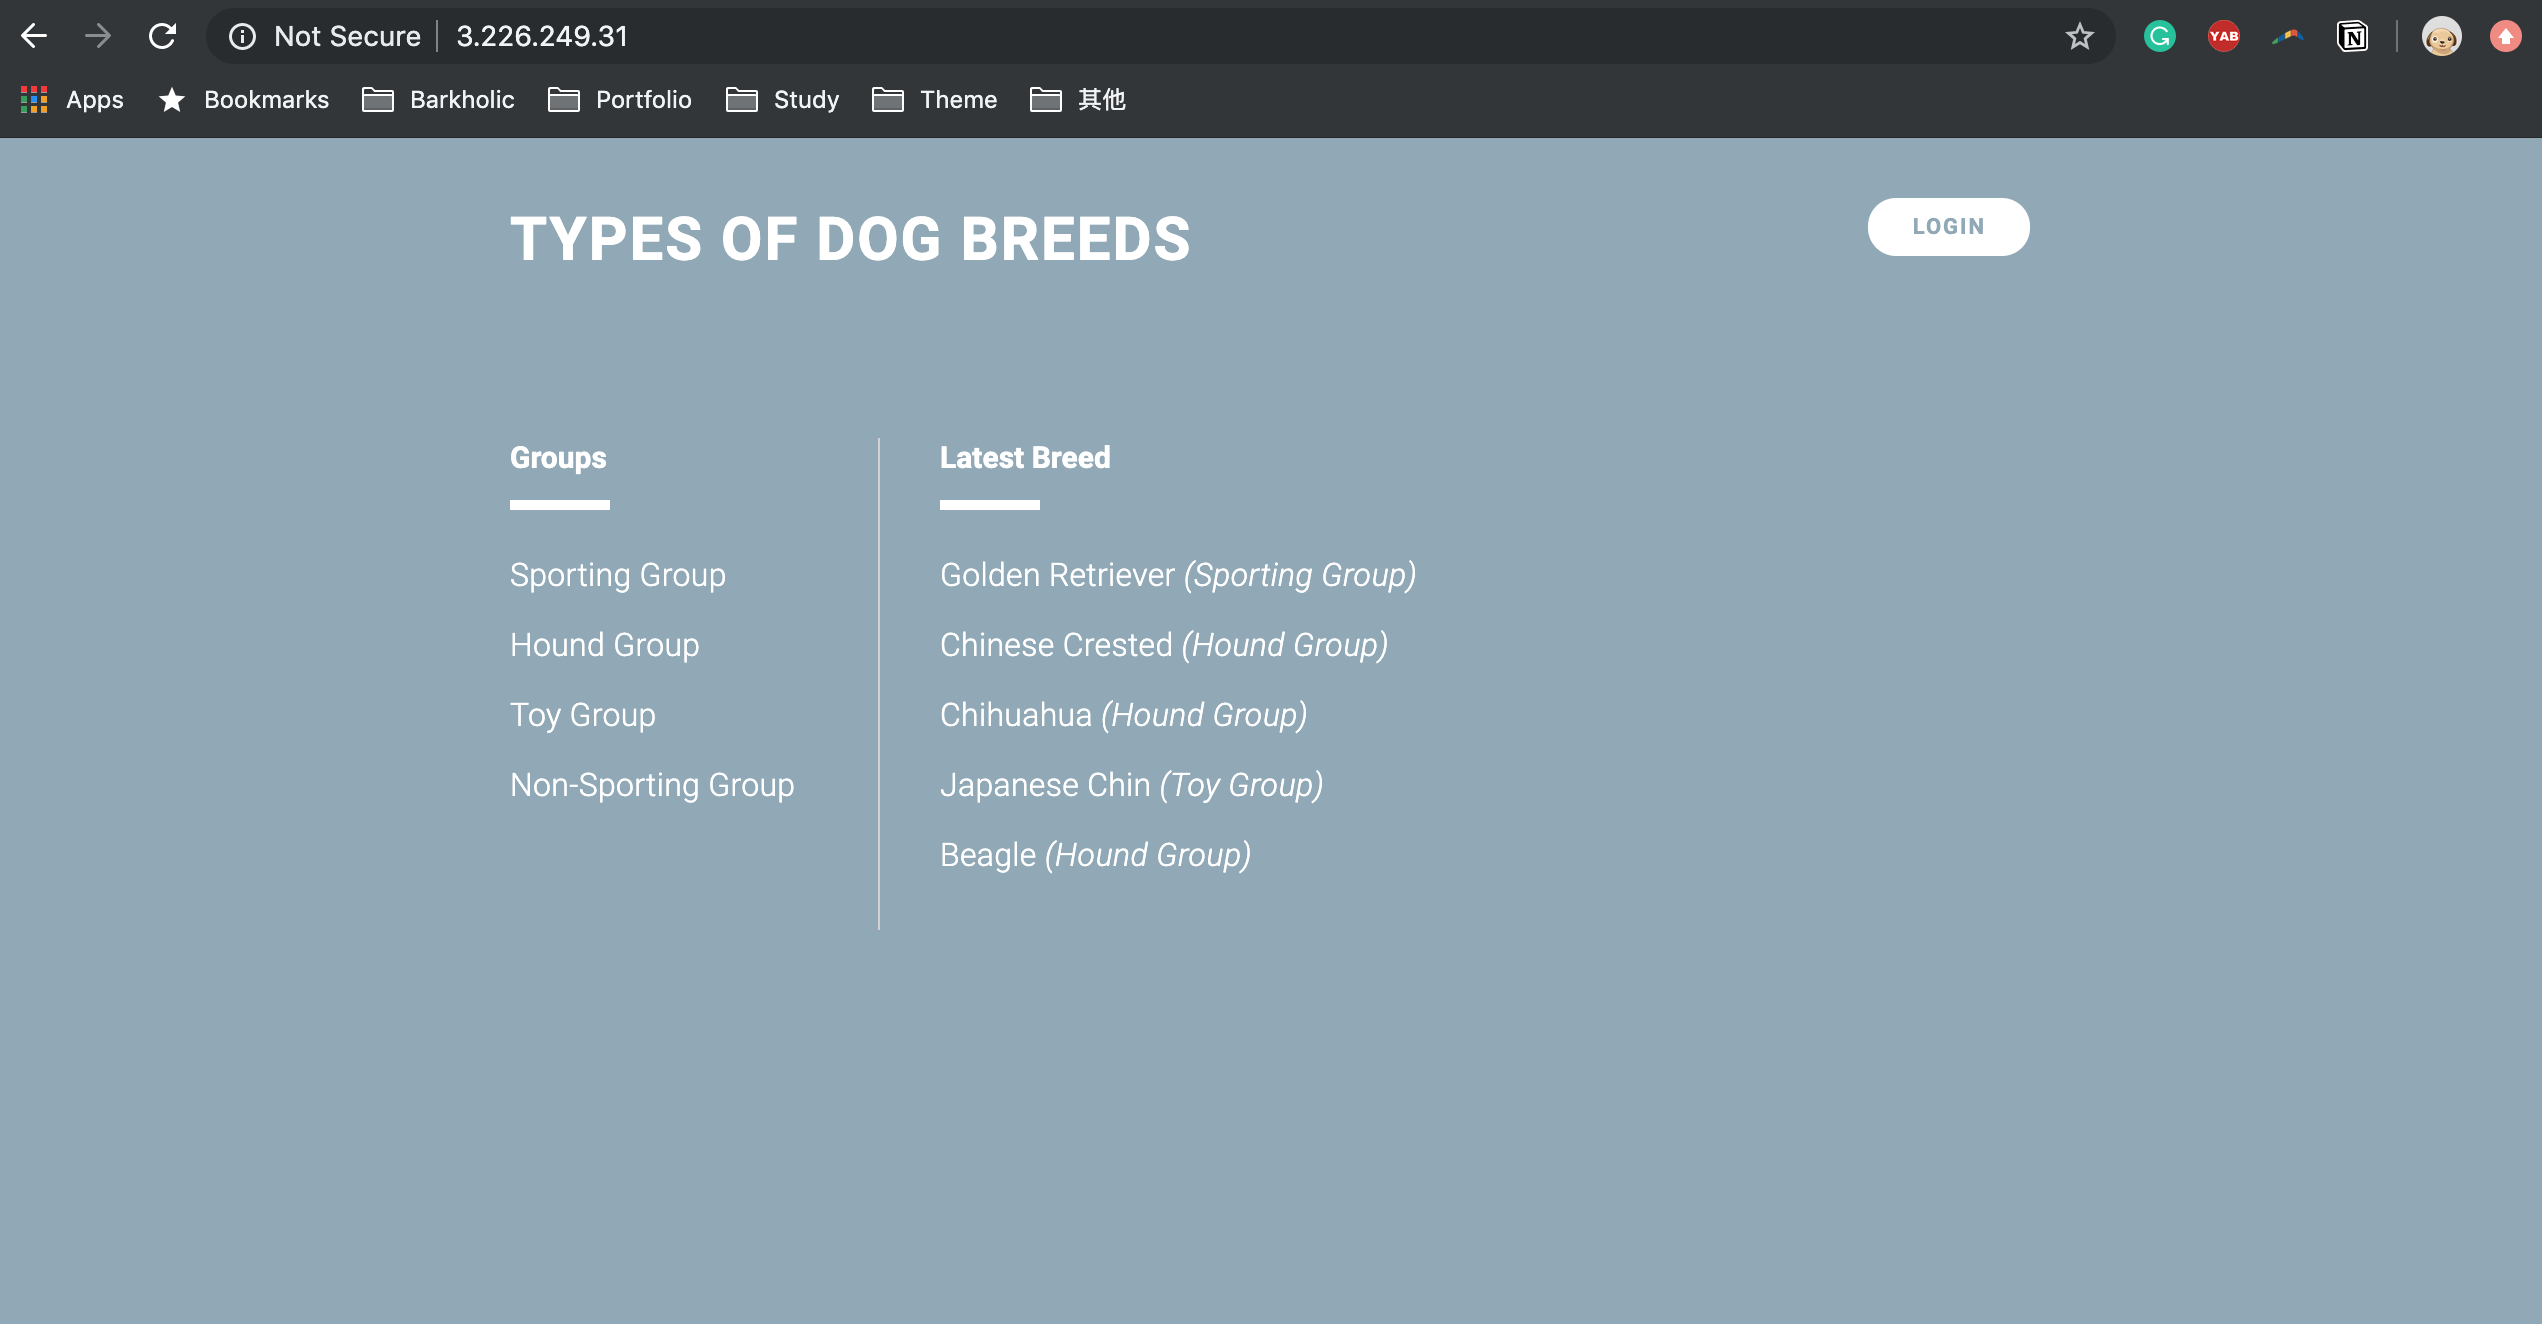 Not Secure 3.226.249.31
YAB
N
Apps Bookmarks Barkholic Portfolio Study Theme 其他
TYPES OF DOG BREEDS
LOGIN
Groups
Sporting Group
Hound Group
Toy Group
Non-Sporting Group
Latest Breed
Golden Retriever (Sporting Group)
Chinese Crested (Hound Group)
Chihuahua (Hound Group)
Japanese Chin (Toy Group)
Beagle (Hound Group)